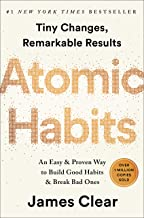 #1 NEW YORK TIMES BESTSELLER
Tiny Changes,
Remarkable Results
Atomic
Habits
An Easy & Proven Way
to Build Good Habits
& Break Bad Ones
OVER
1 MILLION
COPIES
SOLD
James Clear